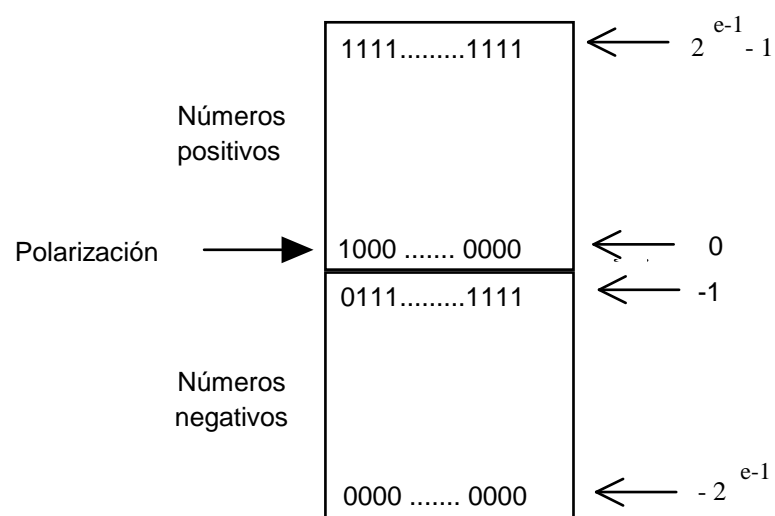 1111.........1111
2 e-1 - 1
Números
positivos
Polarización
1000 ....... 0000
0
0111.........1111
-1
Números
negativos
0000 ....... 0000
- 2 e-1